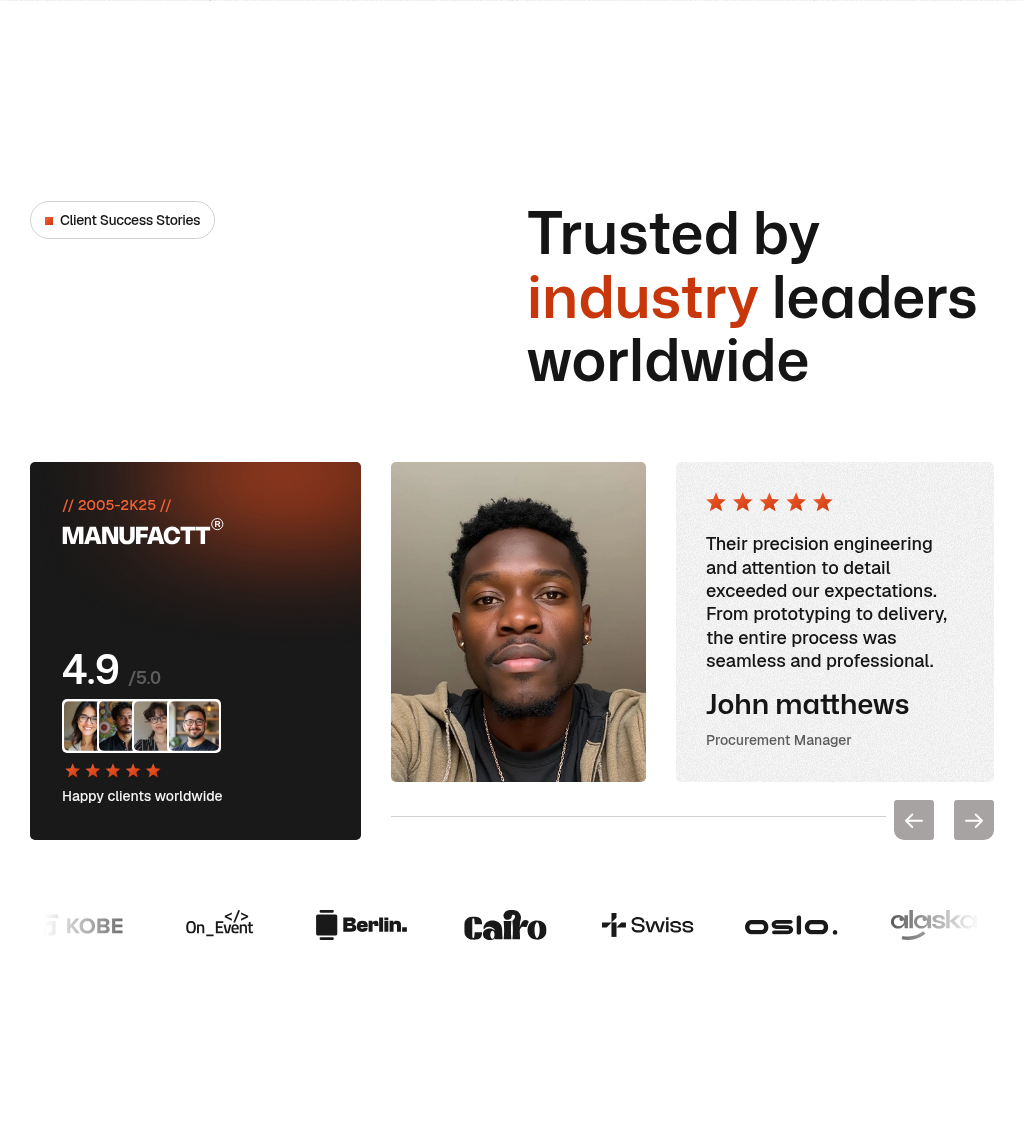 Client Success Stories
Trusted by
industry leaders
worldwide
// 2005-2K25 //
MANUFACTT®
4.9 /5.0
Happy clients worldwide
Their precision engineering
and attention to detail
exceeded our expectations.
From prototyping to delivery,
the entire process was
seamless and professional.
John matthews
Procurement Manager
KOBE
On_Event </>
Berlin.
Cairo
Swiss
oslo.
alaska